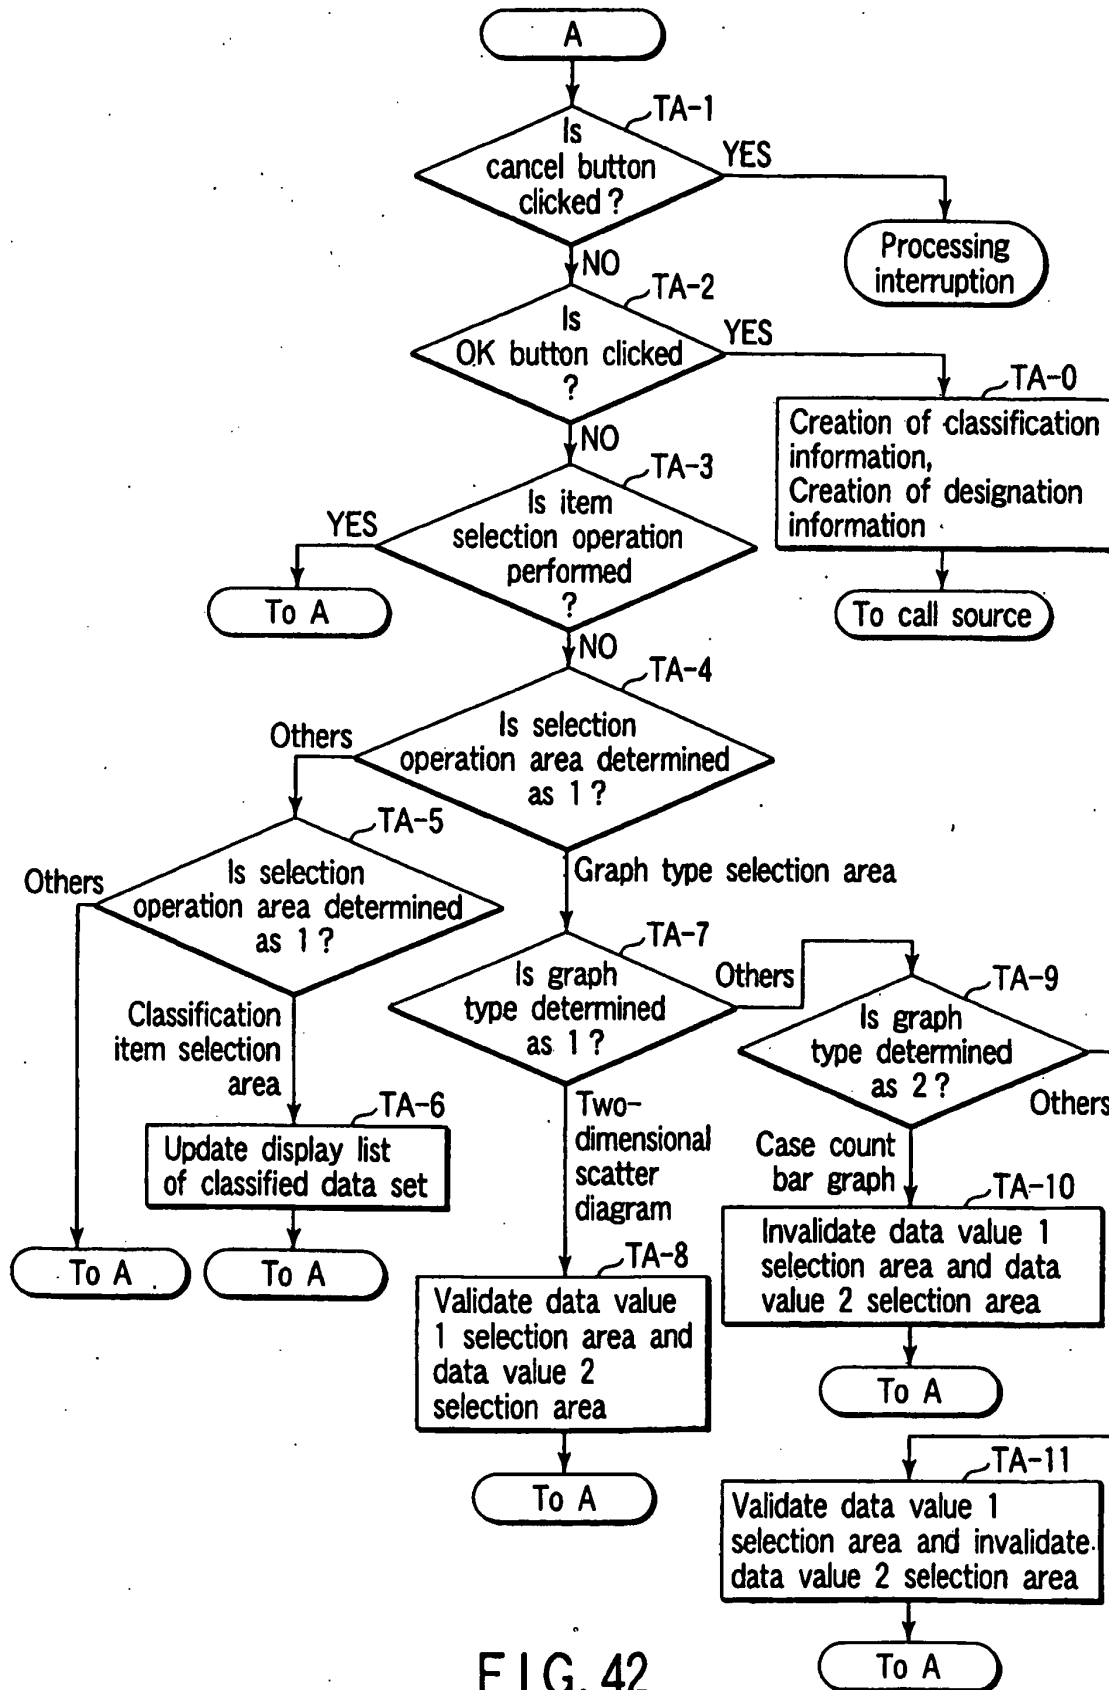 A
TA-1
Is
cancel button
clicked ?
YES
Processing
interruption
NO
TA-2
Is
OK button clicked
?
YES
TA-0
Creation of classification
information,
Creation of designation
information
To call source
NO
TA-3
Is item
selection operation
performed
?
YES
To A
NO
TA-4
Is selection
operation area determined
as 1 ?
Others
TA-5
Is selection
operation area determined
as 1 ?
Others
Classification
item selection
area
TA-6
Update display list
of classified data set
To A
To A
Graph type selection area
TA-7
Is graph
type determined
as 1 ?
Others
TA-9
Is graph
type determined
as 2 ?
Others
Two-
dimensional
scatter
diagram
TA-8
Validate data value
1 selection area and
data value 2
selection area
To A
Case count
bar graph
TA-10
Invalidate data value 1
selection area and data
value 2 selection area
To A
TA-11
Validate data value 1
selection area and invalidate
data value 2 selection area
To A
FIG. 42